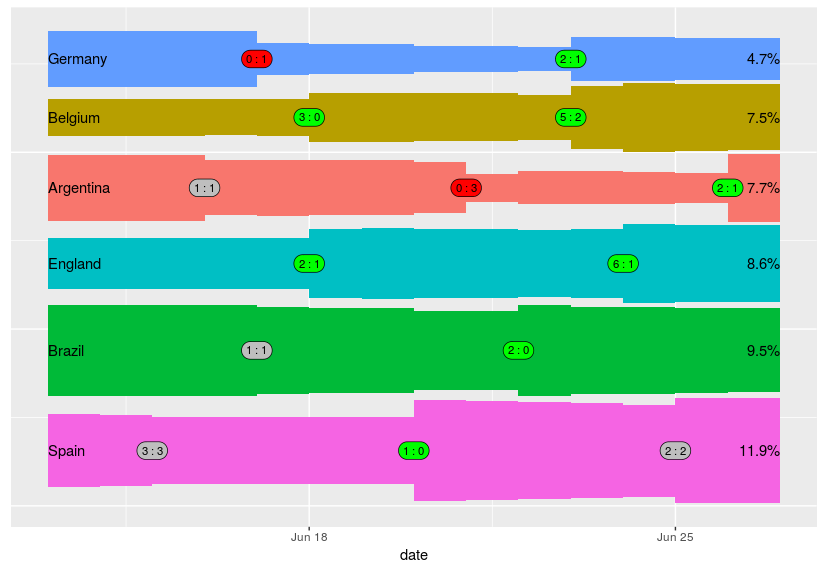 Germany 0 : 1 2 : 1 4.7%
Belgium 3 : 0 5 : 2 7.5%
Argentina 1 : 1 0 : 3 2 : 1 7.7%
England 2 : 1 6 : 1 8.6%
Brazil 1 : 1 2 : 0 9.5%
Spain 3 : 3 1 : 0 2 : 2 11.9%
Jun 18 Jun 25
date